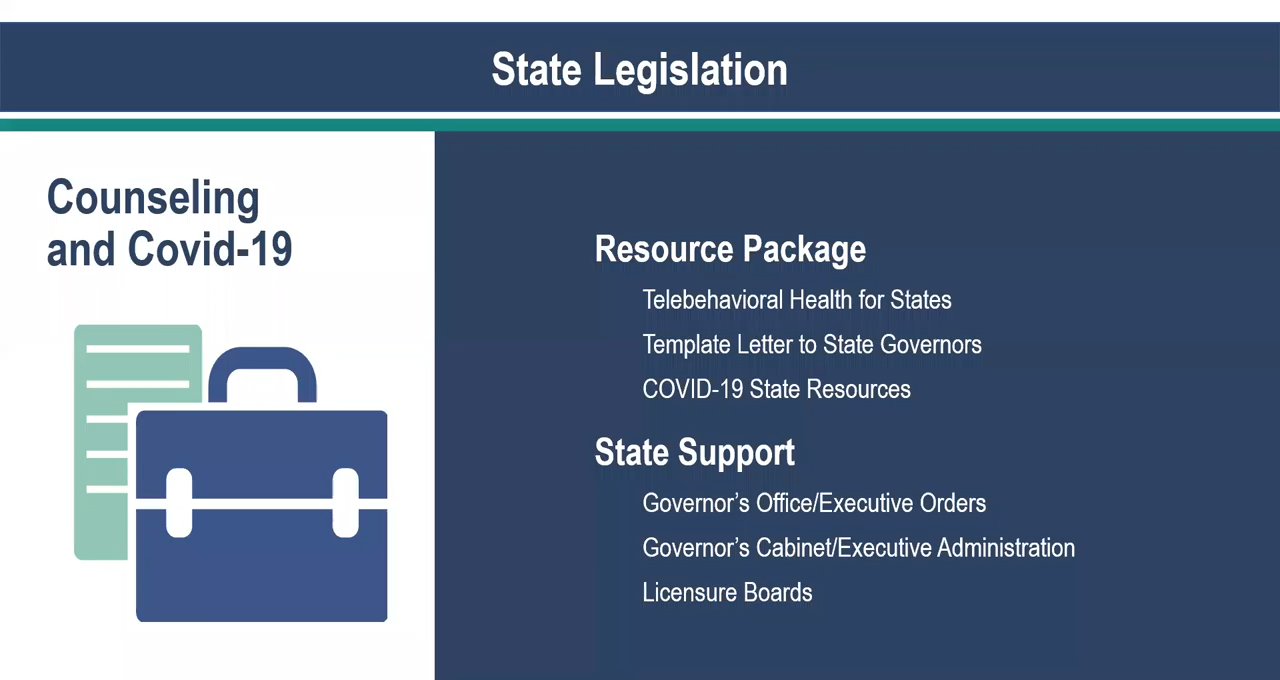 State Legislation
Counseling
and Covid-19
Resource Package
Telebehavioral Health for States
Template Letter to State Governors
COVID-19 State Resources
State Support
Governor’s Office/Executive Orders
Governor’s Cabinet/Executive Administration
Licensure Boards